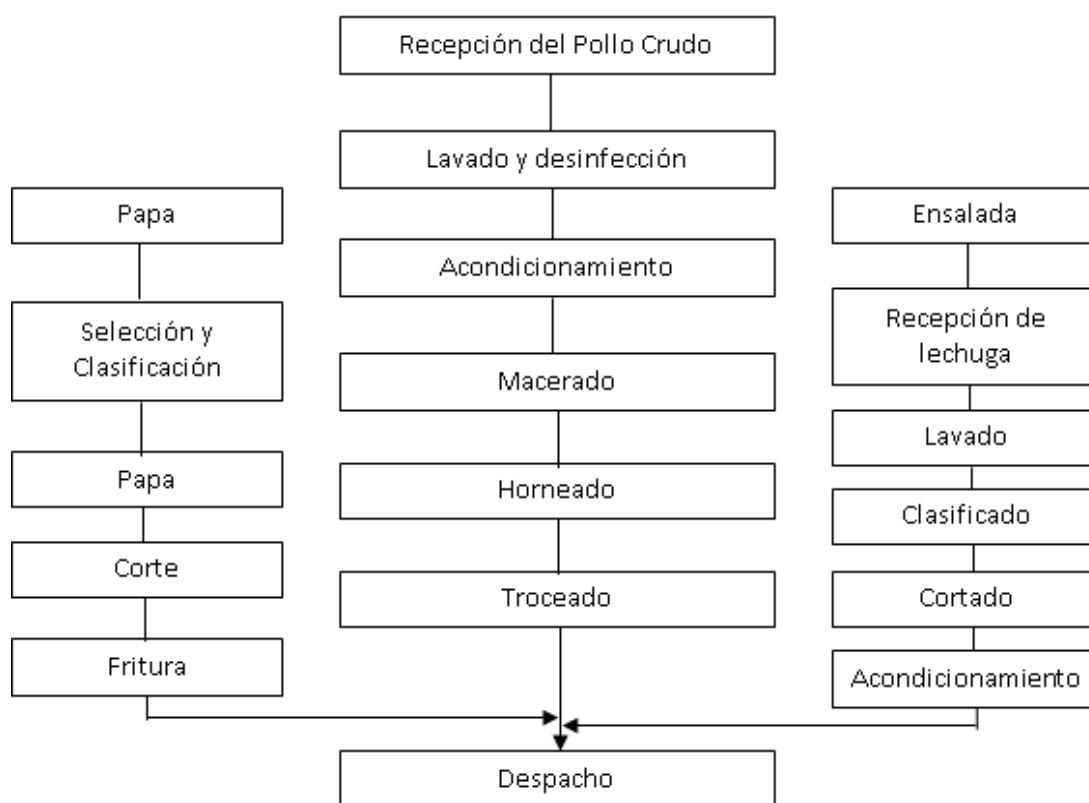 Recepción del Pollo Crudo
Lavado y desinfección
Acondicionamiento
Macerado
Horneado
Troceado
Papa
Selección y
Clasificación
Papa
Corte
Fritura
Ensalada
Recepción de
lechuga
Lavado
Clasificado
Cortado
Acondicionamiento
Despacho